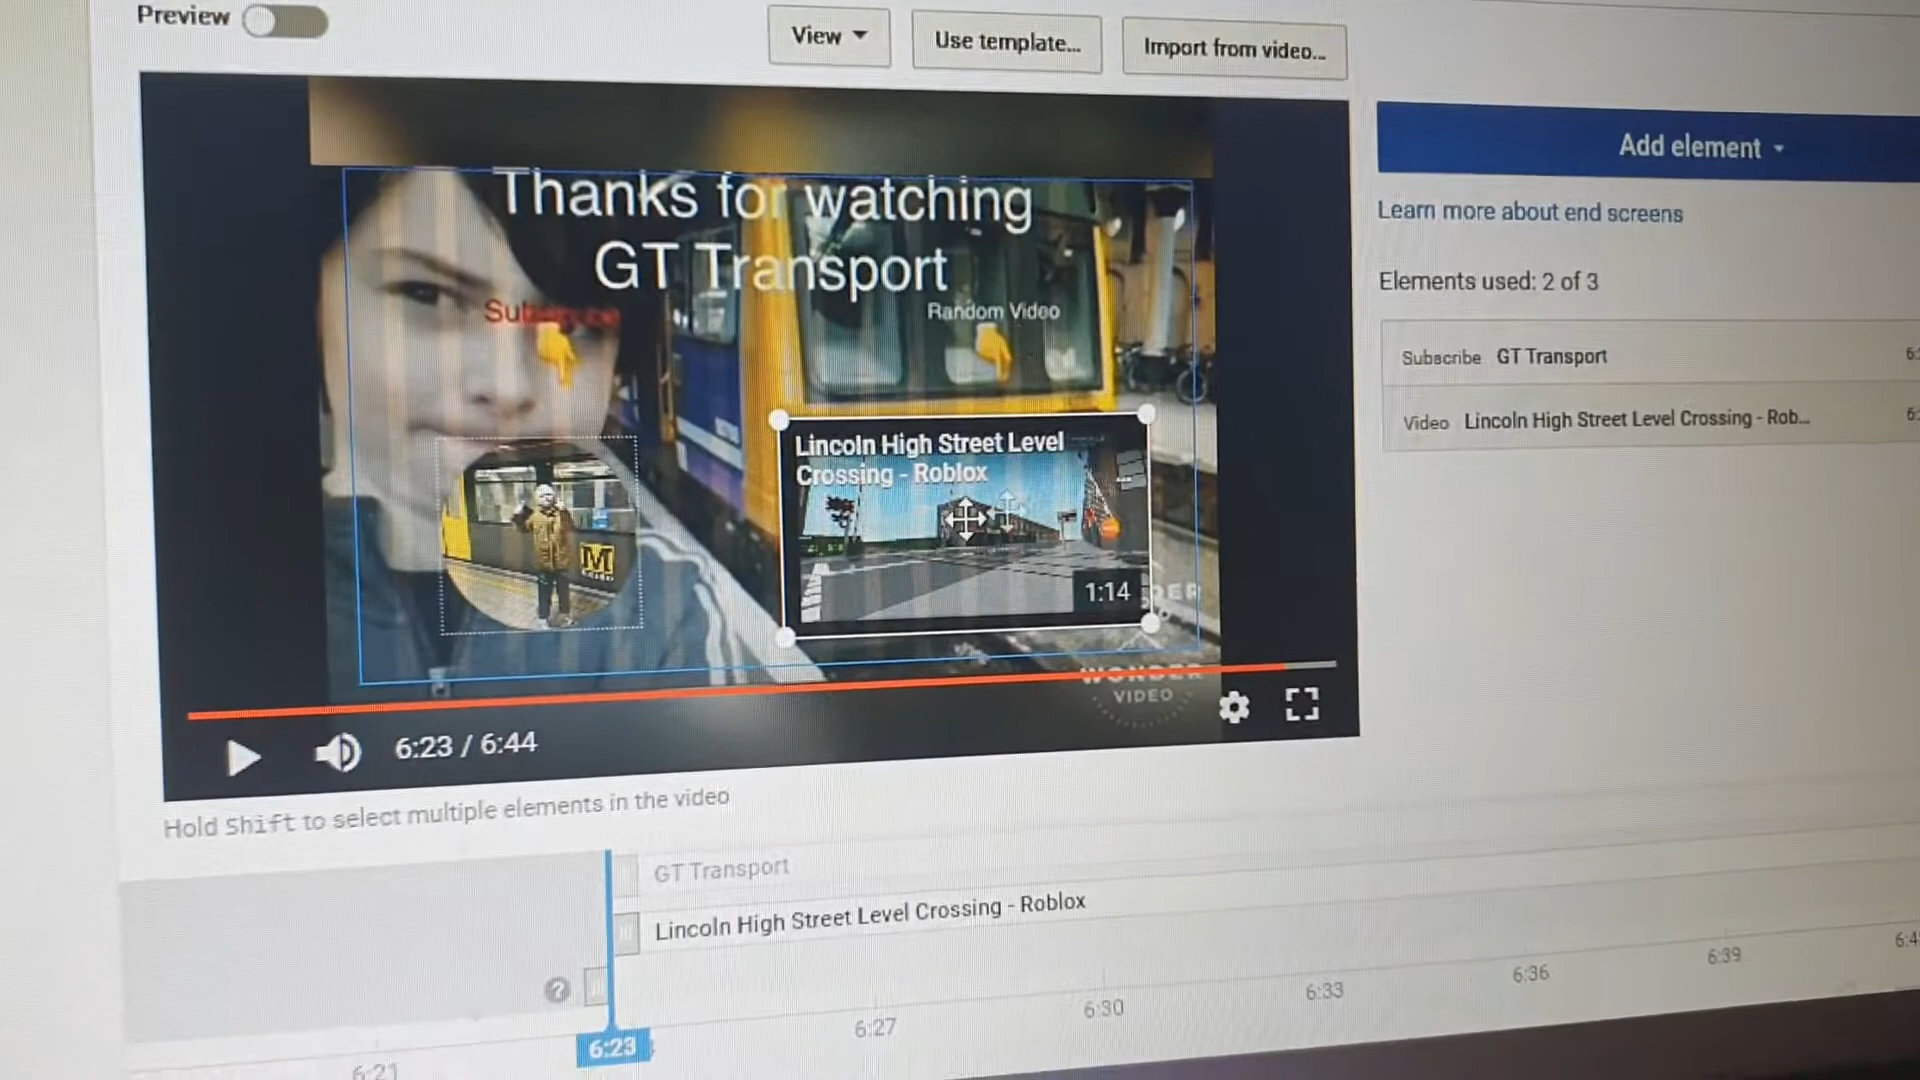 Preview
View
Use template...
Import from video...
Thanks for watching
GT Transport
Subscribe
Random Video
Lincoln High Street Level
Crossing - Roblox
1:14
M
WONDER
VIDEO
6:23 / 6:44
Hold Shift to select multiple elements in the video
Add element
Learn more about end screens
Elements used: 2 of 3
Subscribe GT Transport
Video Lincoln High Street Level Crossing - Rob...
GT Transport
Lincoln High Street Level Crossing - Roblox
?
6:21
6:23
6:27
6:30
6:33
6:36
6:39